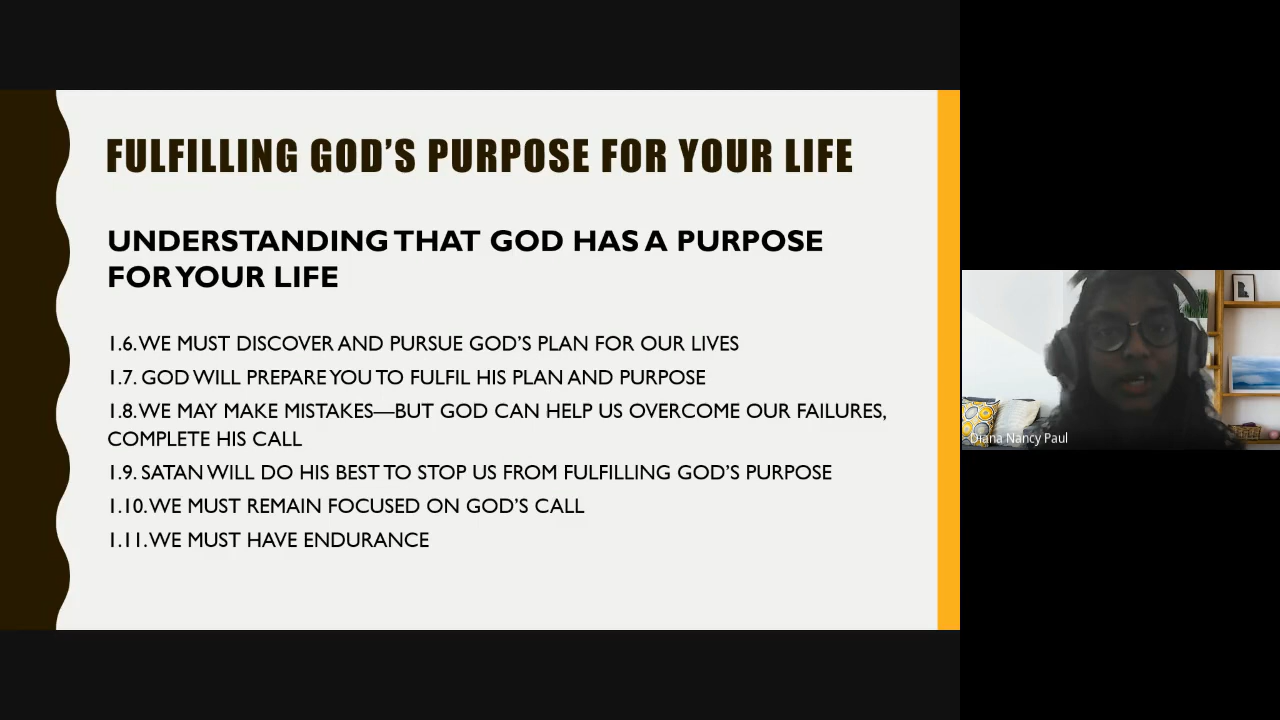 FULFILLING GOD'S PURPOSE FOR YOUR LIFE
UNDERSTANDING THAT GOD HAS A PURPOSE
FOR YOUR LIFE
1.6. WE MUST DISCOVER AND PURSUE GOD'S PLAN FOR OUR LIVES
1.7. GOD WILL PREPARE YOU TO FULFIL HIS PLAN AND PURPOSE
1.8. WE MAY MAKE MISTAKES—BUT GOD CAN HELP US OVERCOME OUR FAILURES,
COMPLETE HIS CALL
1.9. SATAN WILL DO HIS BEST TO STOP US FROM FULFILLING GOD'S PURPOSE
1.10. WE MUST REMAIN FOCUSED ON GOD'S CALL
1.11. WE MUST HAVE ENDURANCE
Diana Nancy Paul